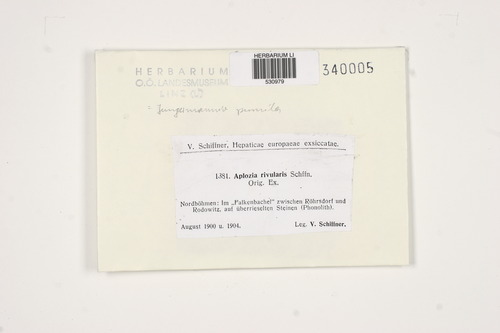 HERBARIUM LI
530979
340005
HERBARIUM
O.Ö. LANDESMUSEUM
LINZ
= Jungermannia pumila
V. Schiffner, Hepaticae europaeae exsiccatae.
1381. Aplozia rivularis Schffn.
Orig. Ex.
Nordböhmen: Im „Falkenbachel" zwischen Röhrsdorf und
Rodowitz, auf überrieselten Steinen (Phonolith).
August 1900 u. 1904.
Leg. V. Schiffner.